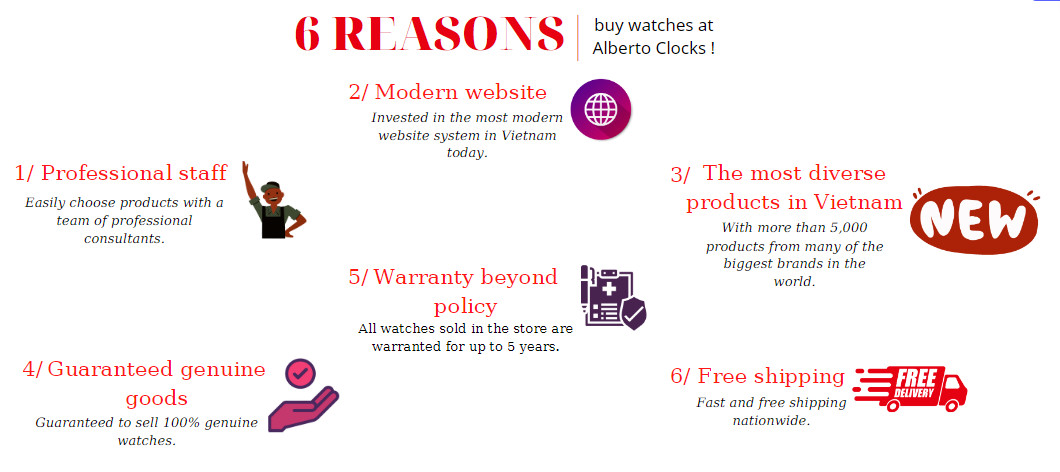 6 REASONS
buy watches at
Alberto Clocks !
1/ Professional staff
Easily choose products with a
team of professional
consultants.
2/ Modern website
Invested in the most modern
website system in Vietnam
today.
3/ The most diverse
products in Vietnam
With more than 5,000
products from many of the
biggest brands in the
world.
NEW
4/ Guaranteed genuine
goods
Guaranteed to sell 100% genuine
watches.
5/ Warranty beyond
policy
All watches sold in the store are
warranted for up to 5 years.
6/ Free shipping
Fast and free shipping
nationwide.
FREE
DELIVERY